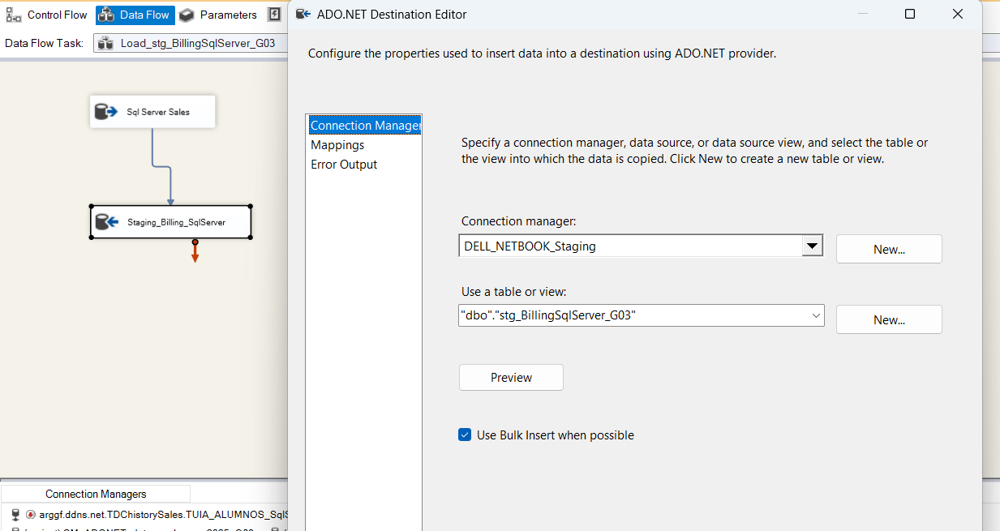 Control Flow
Data Flow
Parameters
Data Flow Task:
Load_stg_BillingSqlServer_G03
Sql Server Sales
Staging_Billing_SqlServer
Connection Managers
arggf.ddns.net.TDChistorySales.TUIA_ALUMNOS_SqlS
ADO.NET Destination Editor
Configure the properties used to insert data into a destination using ADO.NET provider.
Connection Manager
Mappings
Error Output
Specify a connection manager, data source, or data source view, and select the table or
the view into which the data is copied. Click New to create a new table or view.
Connection manager:
DELL_NETBOOK_Staging
New...
Use a table or view:
"dbo"."stg_BillingSqlServer_G03"
New...
Preview
Use Bulk Insert when possible